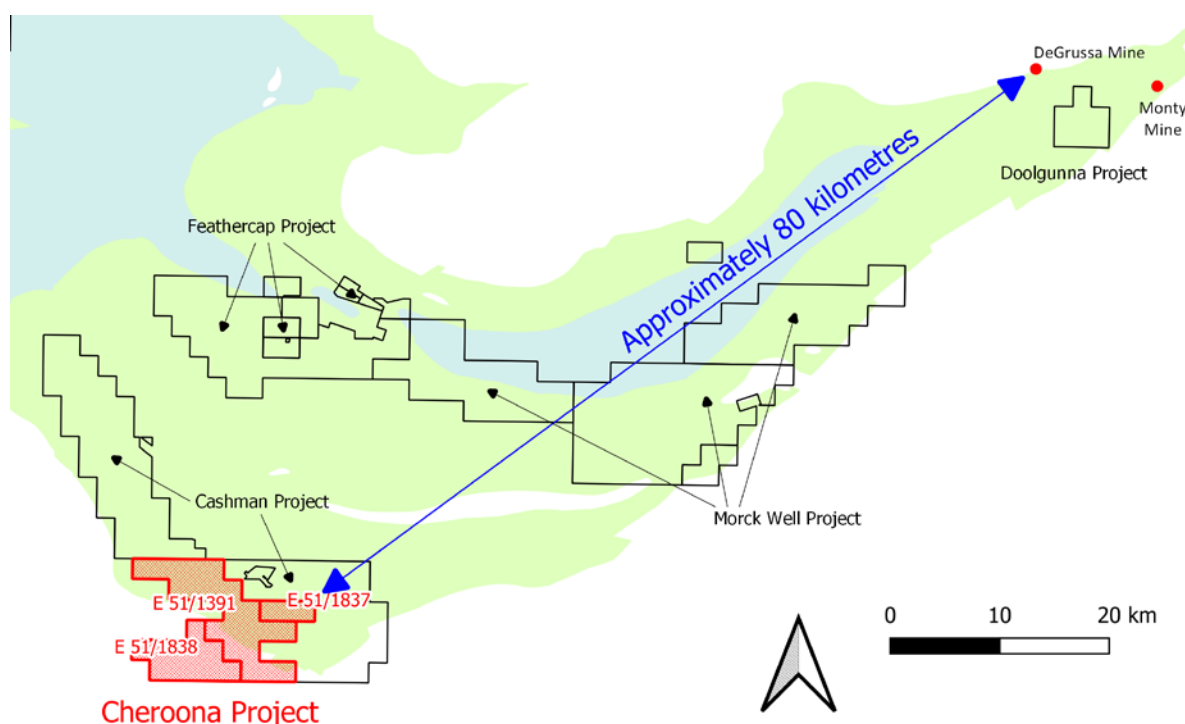 DeGrussa Mine
Monty
Mine
Doolgunna Project
Approximately 80 kilometres
Feathercap Project
Cashman Project
Morck Well Project
E 51/1391
E 51/1837
E 51/1838
0 10 20 km
Cheroona Project